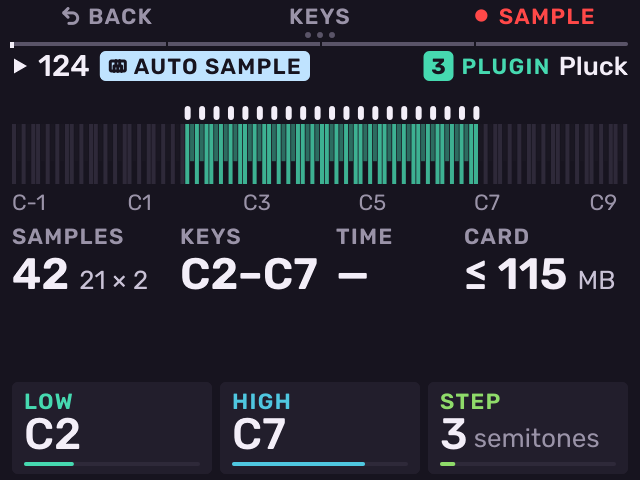 BACK KEYS SAMPLE
124 AUTO SAMPLE 3 PLUGIN Pluck
C-1 C1 C3 C5 C7 C9
SAMPLES KEYS TIME CARD
42 21 × 2 C2–C7 – ≤ 115 MB
LOW HIGH STEP
C2 C7 3 semitones